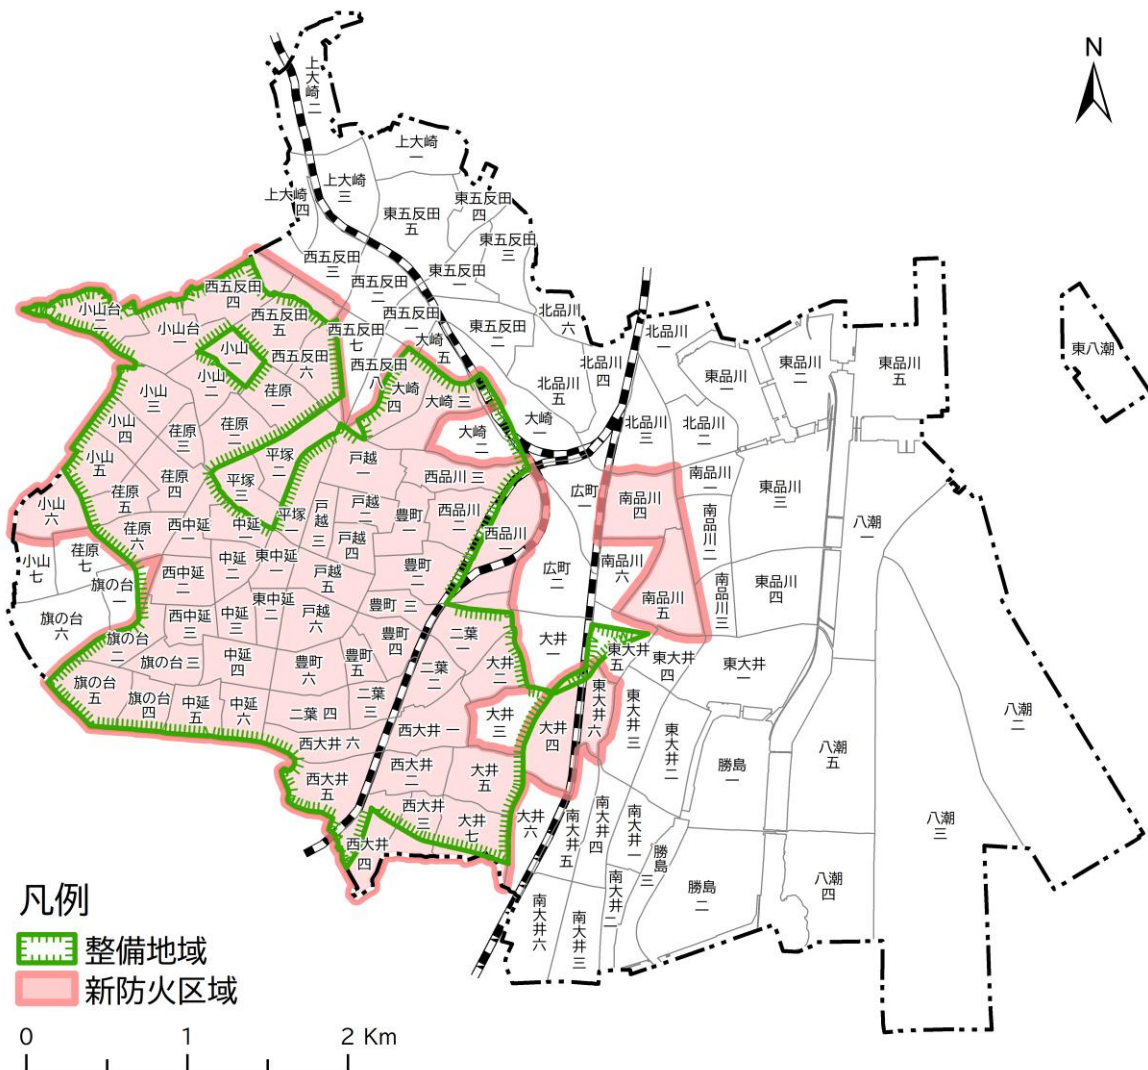 N
上大崎二
上大崎一
上大崎三
上大崎四
東五反田四
東五反田五
東五反田三
西五反田三
西五反田二
東五反田一
西五反田四
西五反田五
西五反田一
西五反田七
西五反田六
西五反田八
大崎五
東五反田二
北品川六
北品川一
北品川四
北品川五
東品川一
東品川二
東品川五
東八潮
小山台二
小山台一
小山一
小山二
小山三
小山四
小山五
小山六
小山七
荏原一
荏原二
荏原三
荏原四
荏原五
荏原六
荏原七
大崎四
大崎三
大崎二
大崎一
北品川三
北品川二
平塚二
平塚三
平塚一
戸越一
戸越二
戸越三
戸越四
戸越五
戸越六
西品川三
西品川二
西品川一
広町一
広町二
南品川四
南品川一
南品川二
南品川六
南品川五
南品川三
東品川三
東品川四
八潮一
西中延一
西中延二
西中延三
中延一
中延二
中延三
中延四
中延五
中延六
東中延一
東中延二
豊町一
豊町二
豊町三
豊町四
豊町五
豊町六
旗の台一
旗の台二
旗の台三
旗の台四
旗の台五
旗の台六
二葉一
二葉二
二葉三
二葉四
大井一
大井二
大井三
大井四
大井五
大井六
大井七
東大井五
東大井四
東大井一
東大井六
東大井三
東大井二
西大井一
西大井二
西大井三
西大井四
西大井五
西大井六
南大井五
南大井四
南大井一
南大井二
南大井六
南大井三
勝島一
勝島三
勝島二
八潮五
八潮二
八潮三
八潮四
凡例
整備地域
新防火区域
0 1 2 Km